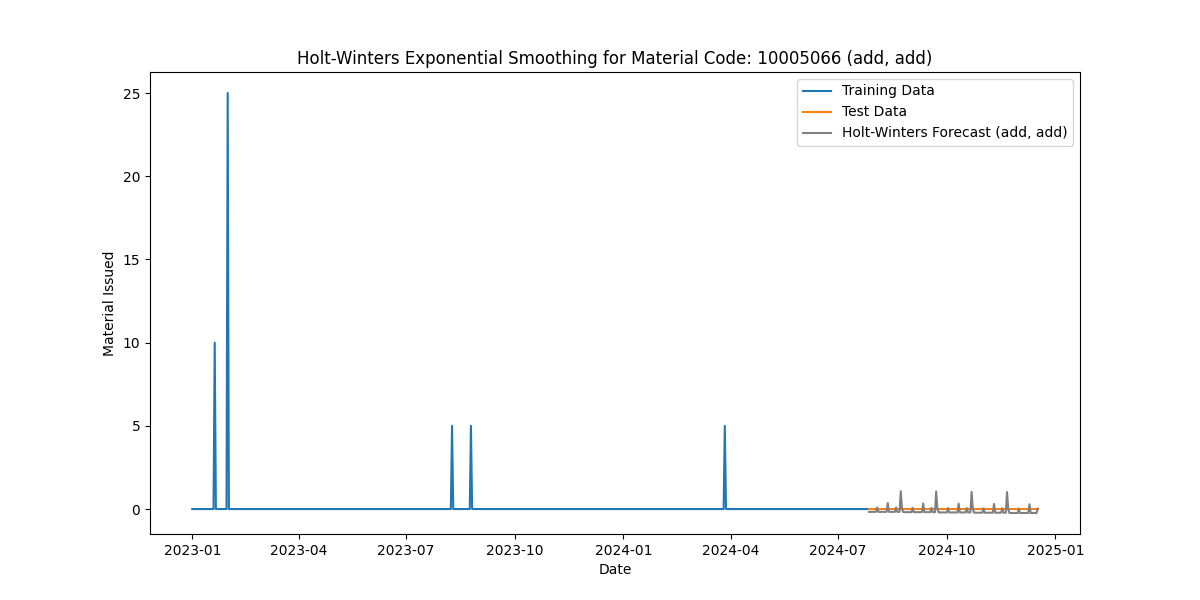 Holt-Winters Exponential Smoothing for Material Code: 10005066 (add, add)
Training Data
Test Data
Holt-Winters Forecast (add, add)
Material Issued
25
20
15
10
5
0
2023-01 2023-04 2023-07 2023-10 2024-01 2024-04 2024-07 2024-10 2025-01
Date